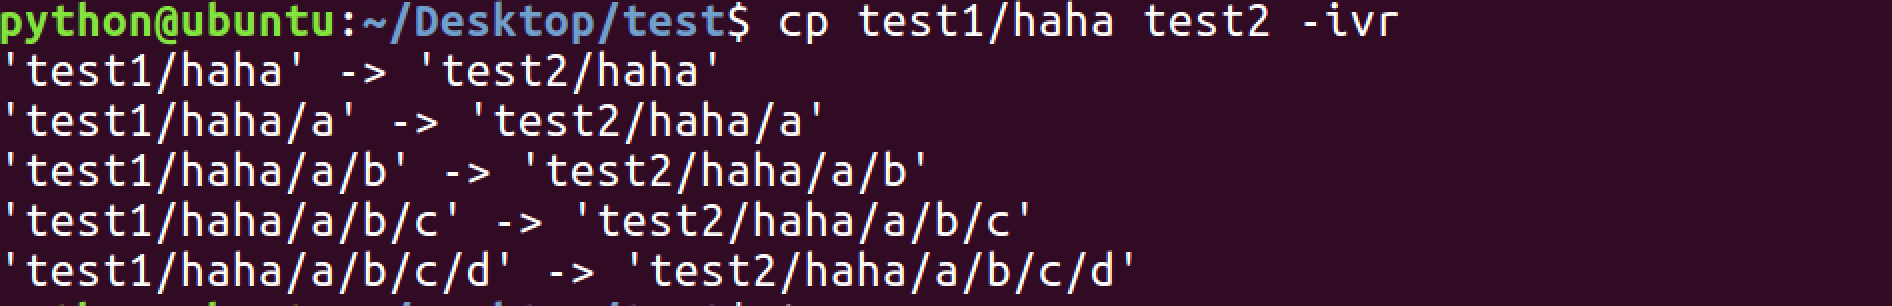 python@ubuntu:~/Desktop/test$ cp test1/haha test2 -ivr
'test1/haha' -> 'test2/haha'
'test1/haha/a' -> 'test2/haha/a'
'test1/haha/a/b' -> 'test2/haha/a/b'
'test1/haha/a/b/c' -> 'test2/haha/a/b/c'
'test1/haha/a/b/c/d' -> 'test2/haha/a/b/c/d'